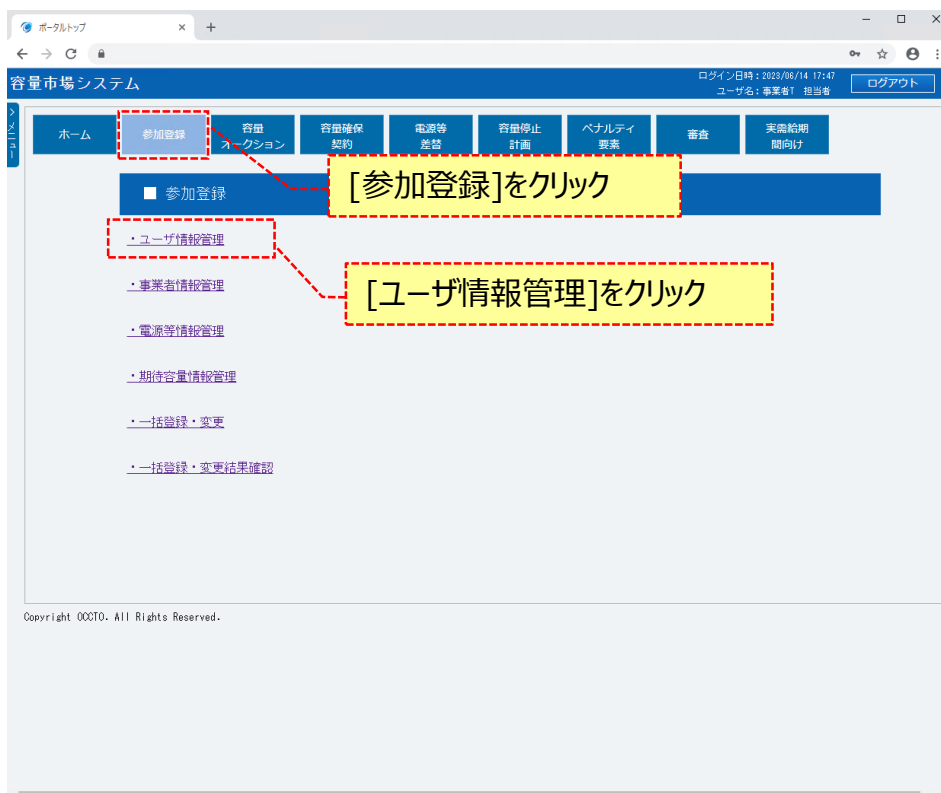 ポータルトップ
容量市場システム
ログイン日時：2023/06/14 17:47
ユーザ名：事業者T 担当者
ログアウト
メニュー
ホーム
参加登録
容量
オークション
容量確保
契約
電源等
差替
容量停止
計画
ペナルティ
要素
審査
実需給期
間向け
[参加登録]をクリック
■ 参加登録
・ユーザ情報管理
[ユーザ情報管理]をクリック
・事業者情報管理
・電源等情報管理
・期待容量情報管理
・一括登録・変更
・一括登録・変更結果確認
Copyright OCCTO. All Rights Reserved.